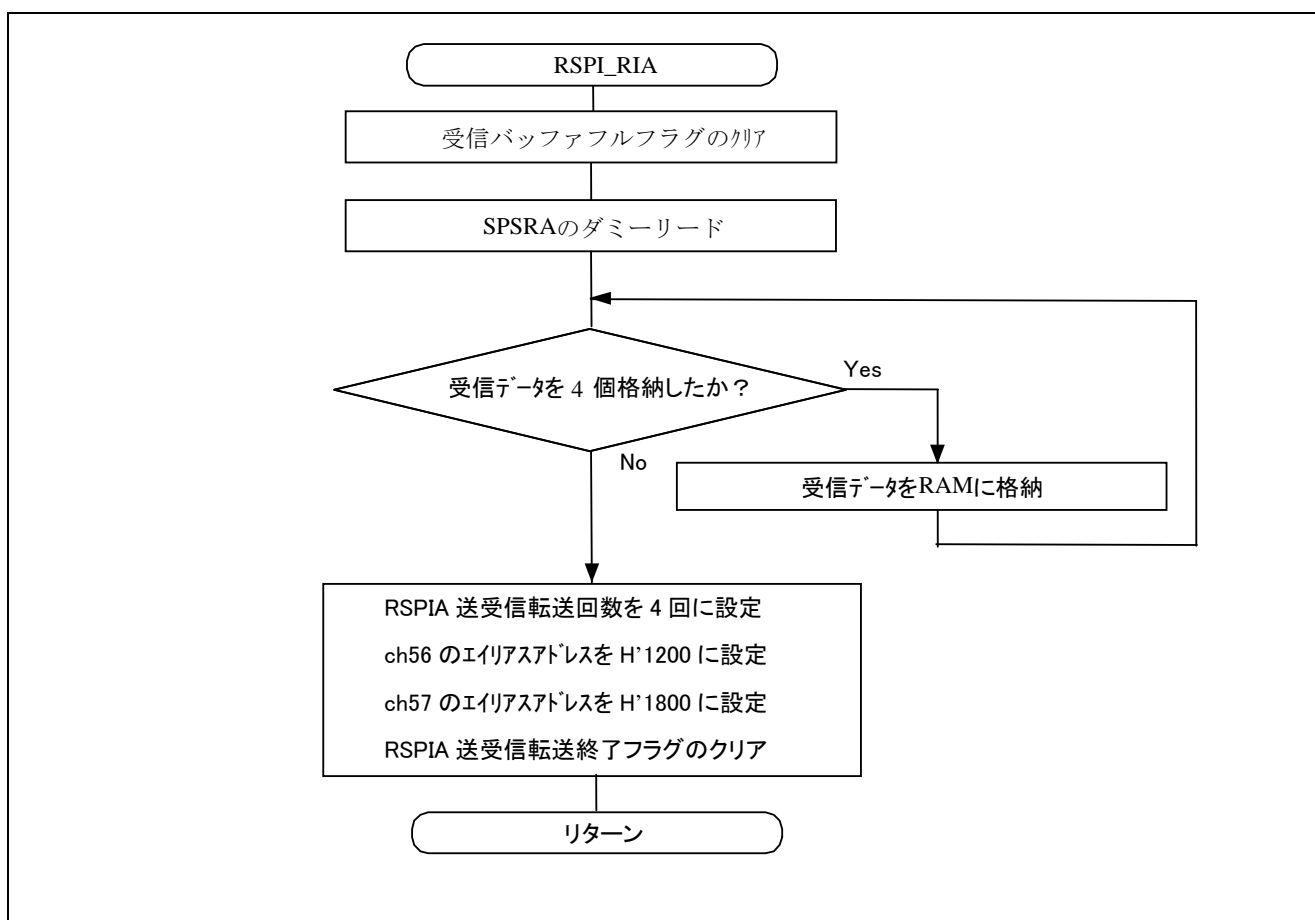 RSPI_RIA
受信バッファフルフラグのｸﾘｱ
SPSRAのダミーリード
受信ﾃﾞｰﾀを 4 個格納したか？
Yes
No
受信ﾃﾞｰﾀをRAMに格納
RSPIA 送受信転送回数を 4 回に設定
ch56 のｴｲﾘｱｽｱﾄﾞﾚｽを H’1200 に設定
ch57 のｴｲﾘｱｽｱﾄﾞﾚｽを H’1800 に設定
RSPIA 送受信転送終了フラグのクリア
リターン